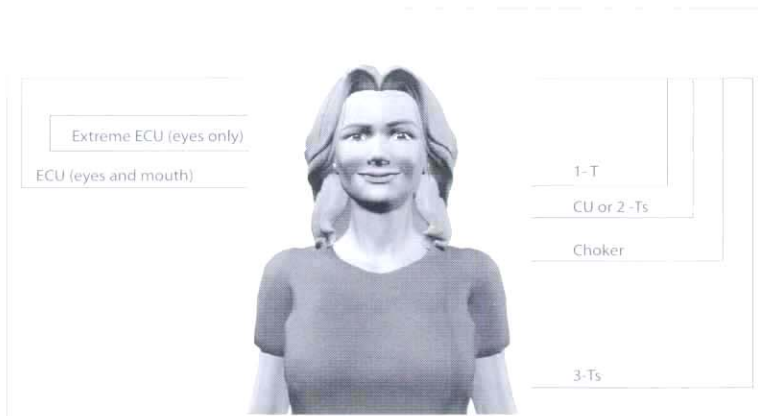 Extreme ECU (eyes only)
ECU (eyes and mouth)
1-T
CU or 2 -Ts
Choker
3-Ts